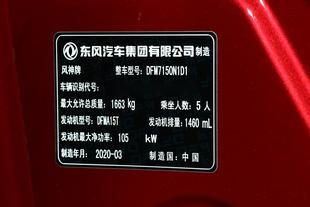 东风汽车集团有限公司 制造
风神牌 整车型号: DFM7150N1D1
车辆识别代号:
最大允许总质量: 1663 kg 乘坐人数: 5 人
发动机型号: DFMA15T 发动机排量: 1460 mL
发动机最大净功率: 105 kW
制造年月: 2020-03 制造国: 中国